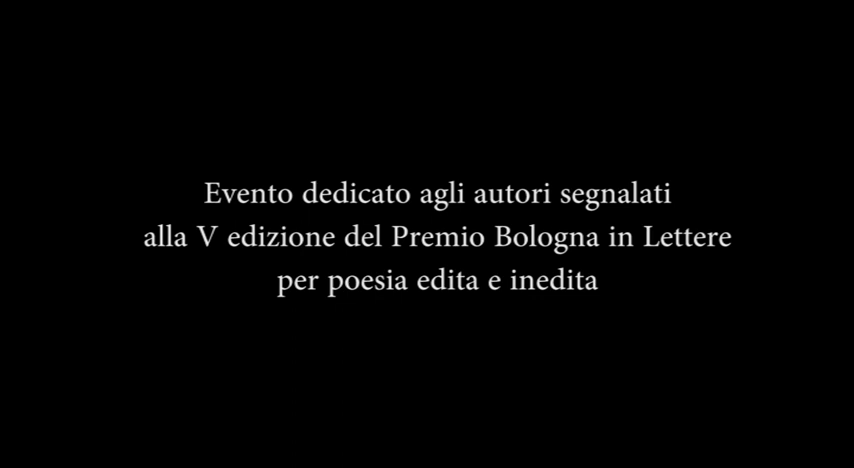 Evento dedicato agli autori segnalati
alla V edizione del Premio Bologna in Lettere
per poesia edita e inedita